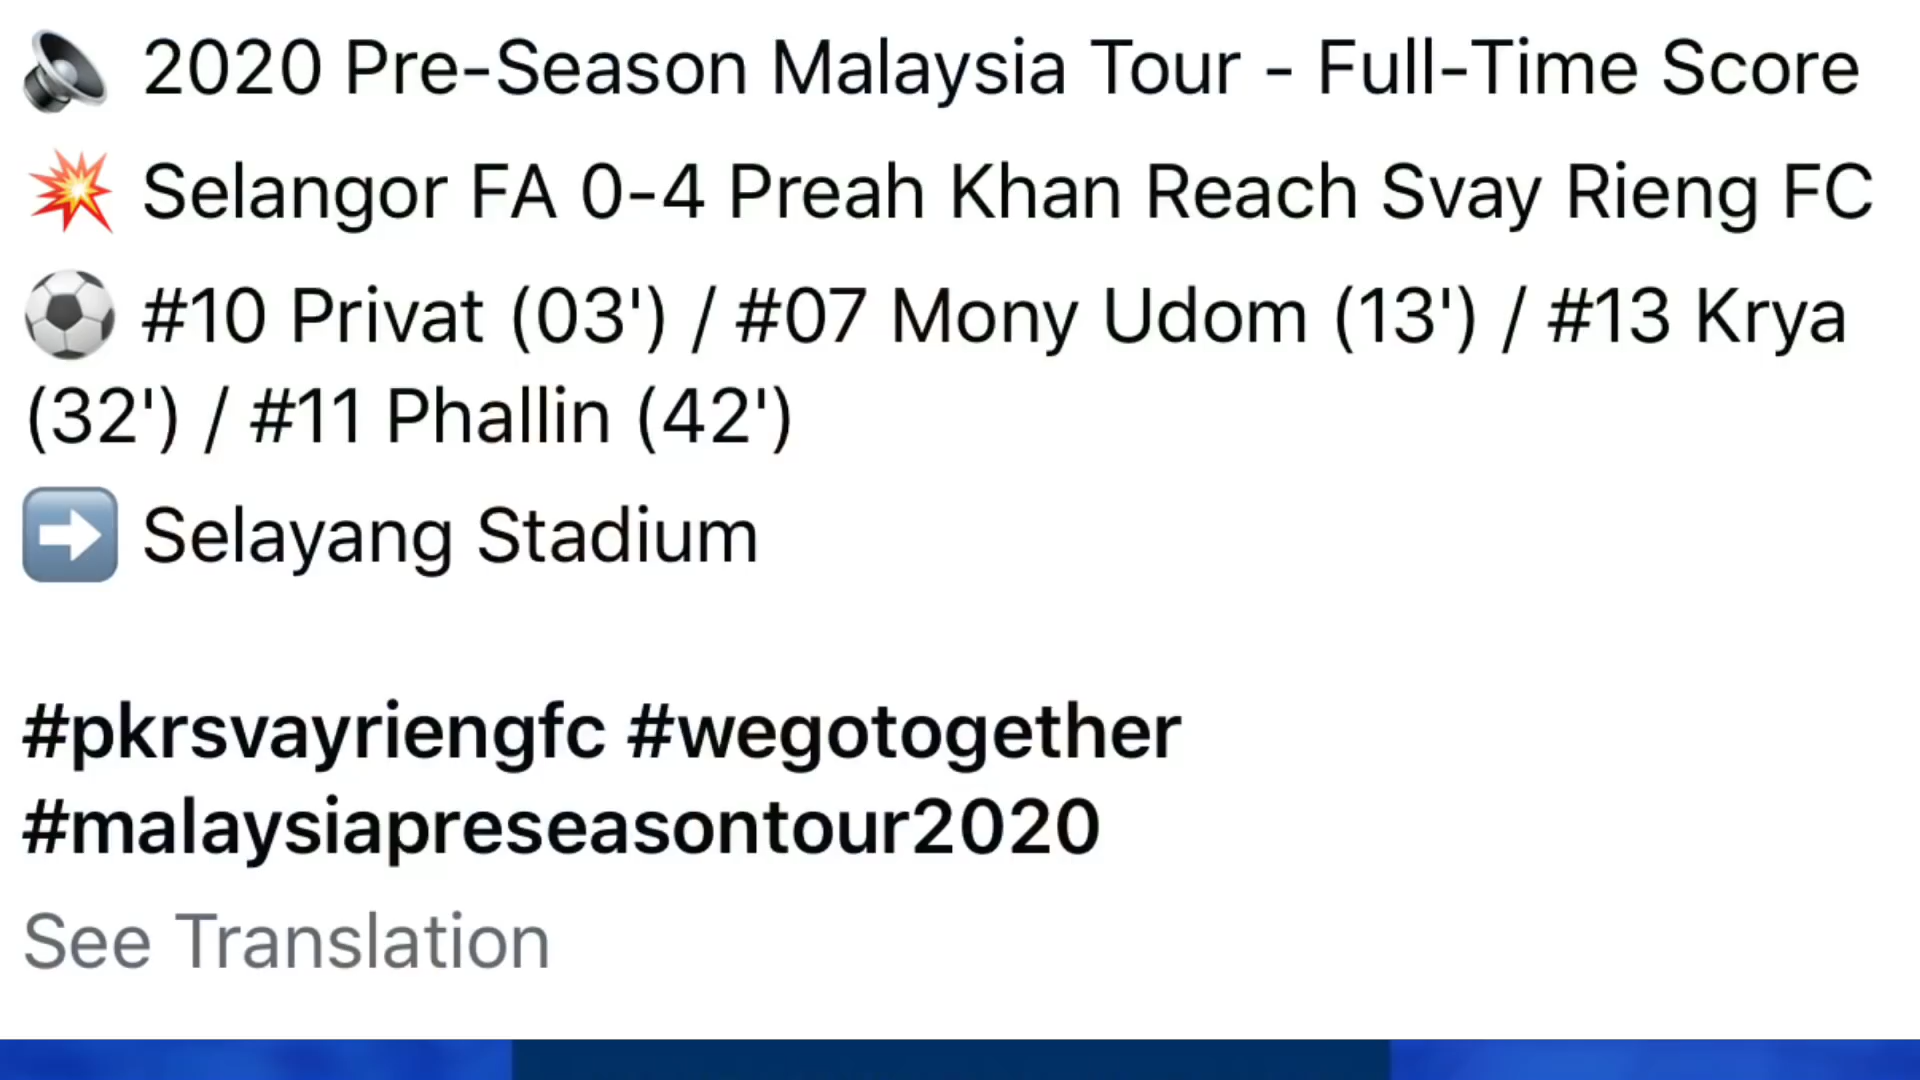 🔈 2020 Pre-Season Malaysia Tour - Full-Time Score
💥 Selangor FA 0-4 Preah Khan Reach Svay Rieng FC
⚽ #10 Privat (03') / #07 Mony Udom (13') / #13 Krya
(32') / #11 Phallin (42')
➡️ Selayang Stadium
#pkrsvayriengfc #wegotogether
#malaysiapreseasontour2020
See Translation